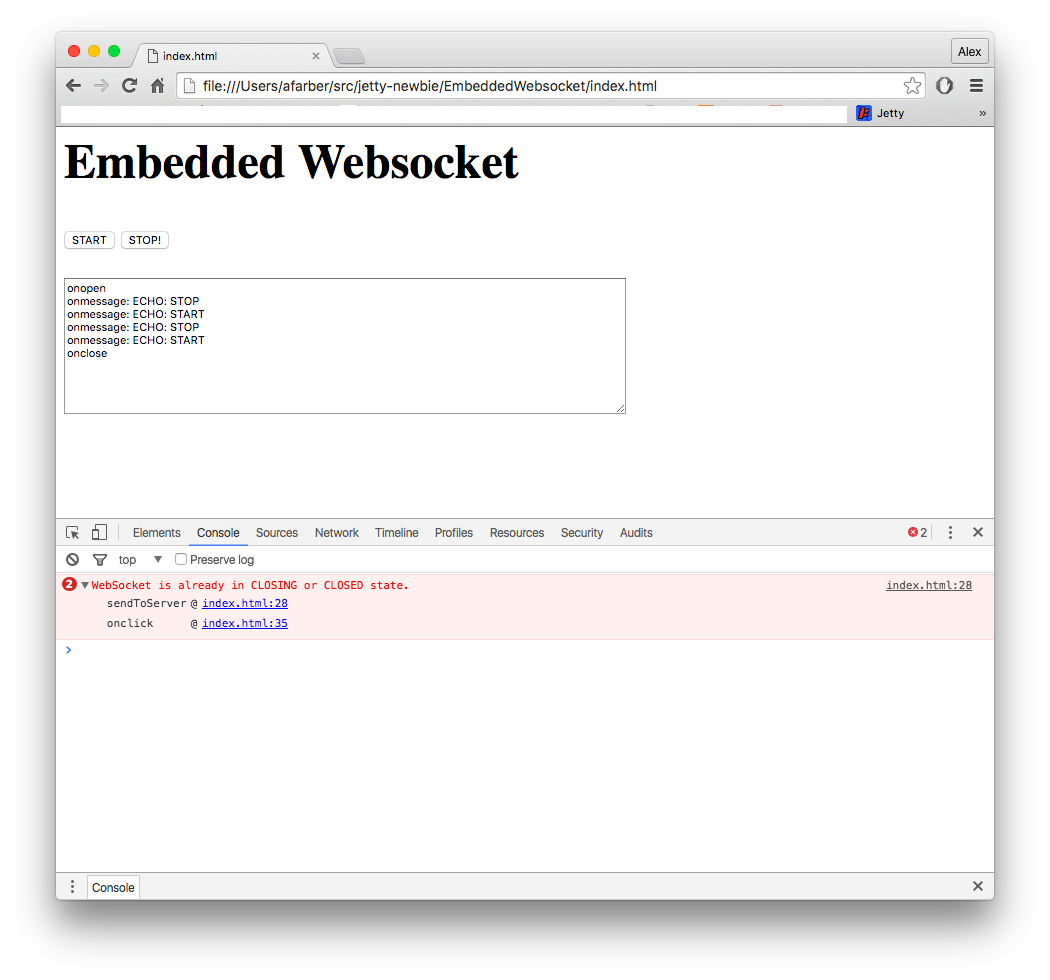 index.html
Alex
file:///Users/afarber/src/jetty-newbie/EmbeddedWebsocket/index.html
Jetty »
Embedded Websocket
START STOP!
onopen
onmessage: ECHO: STOP
onmessage: ECHO: START
onmessage: ECHO: STOP
onmessage: ECHO: START
onclose
Elements Console Sources Network Timeline Profiles Resources Security Audits 2
top Preserve log
2 WebSocket is already in CLOSING or CLOSED state. index.html:28
sendToServer @ index.html:28
onclick @ index.html:35
Console